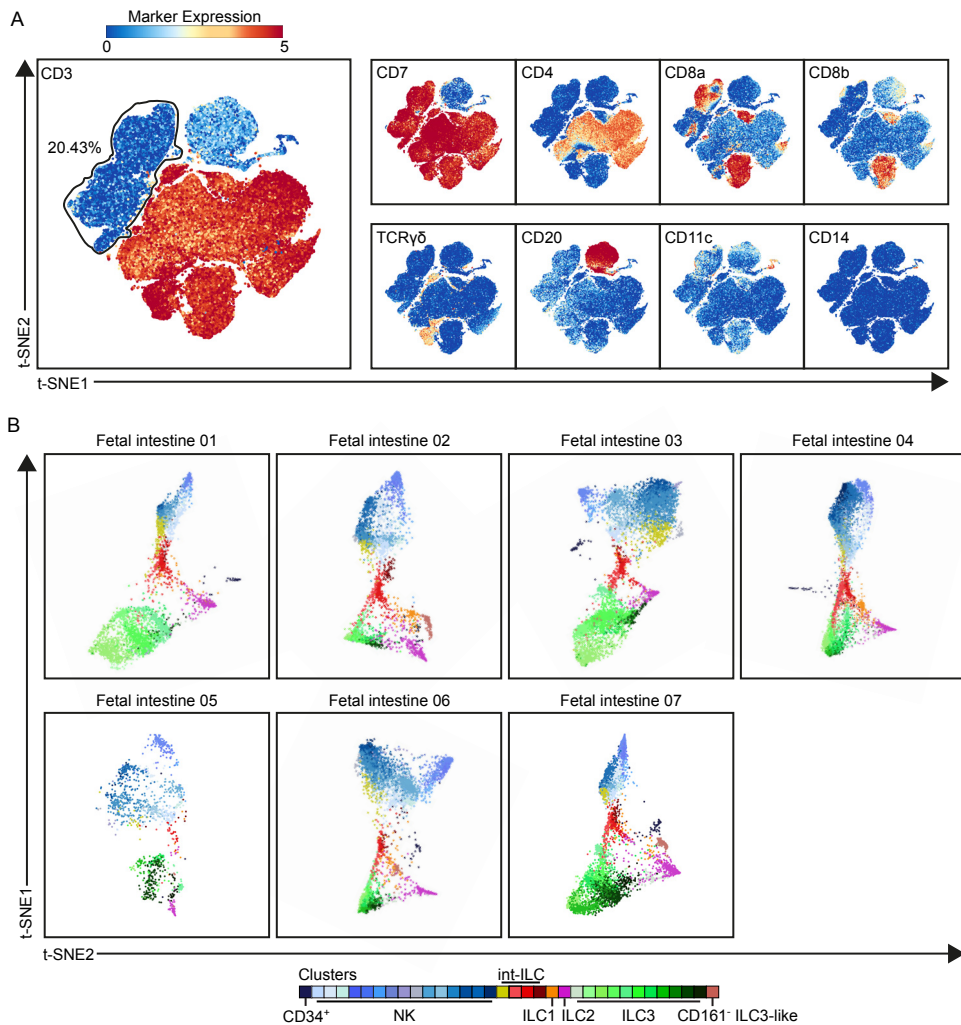 A
Marker Expression
0 5
CD3
20.43%
CD7
CD4
CD8a
CD8b
TCRγδ
CD20
CD11c
CD14
t-SNE2
t-SNE1
B
Fetal intestine 01
Fetal intestine 02
Fetal intestine 03
Fetal intestine 04
Fetal intestine 05
Fetal intestine 06
Fetal intestine 07
t-SNE1
t-SNE2
Clusters
int-ILC
CD34⁺
NK
ILC1
ILC2
ILC3
CD161⁻ ILC3-like